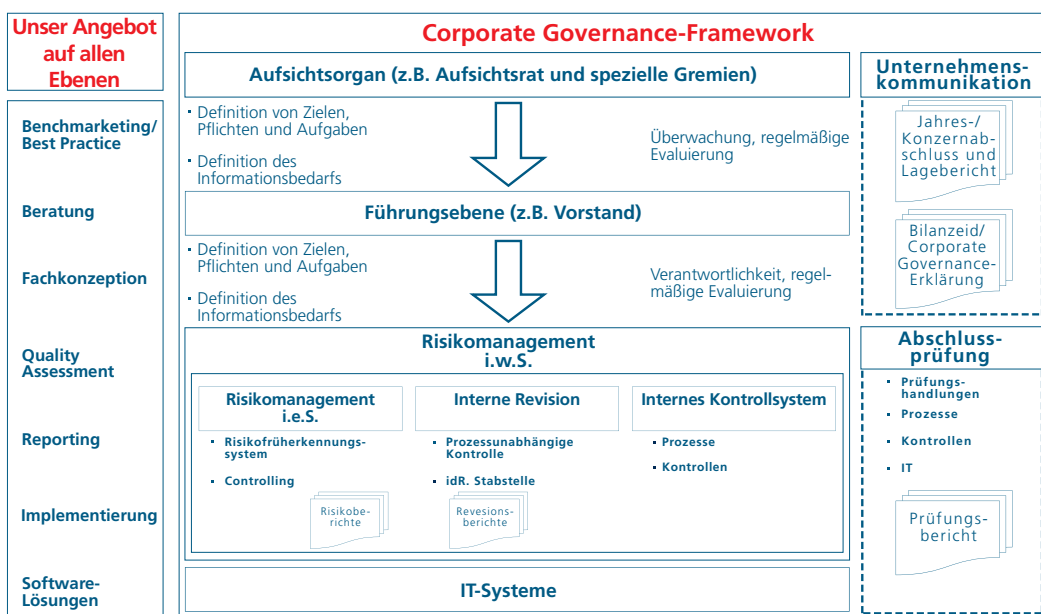 Unser Angebot
auf allen
Ebenen
Benchmarketing/
Best Practice
Beratung
Fachkonzeption
Quality
Assessment
Reporting
Implementierung
Software-
Lösungen
Corporate Governance-Framework
Aufsichtsorgan (z.B. Aufsichtsrat und spezielle Gremien)
▪ Definition von Zielen,
Pflichten und Aufgaben
▪ Definition des
Informationsbedarfs
Überwachung, regelmäßige
Evaluierung
Führungsebene (z.B. Vorstand)
▪ Definition von Zielen,
Pflichten und Aufgaben
▪ Definition des
Informationsbedarfs
Verantwortlichkeit, regel-
mäßige Evaluierung
Risikomanagement
i.w.S.
Risikomanagement
i.e.S.
▪ Risikofrüherkennungs-
system
▪ Controlling
Risikobe-
richte
Interne Revision
▪ Prozessunabhängige
Kontrolle
▪ idR. Stabstelle
Revesions-
berichte
Internes Kontrollsystem
▪ Prozesse
▪ Kontrollen
IT-Systeme
Unternehmens-
kommunikation
Jahres-/
Konzernab-
schluss und
Lagebericht
Bilanzeid/
Corporate
Governance-
Erklärung
Abschluss-
prüfung
▪ Prüfungs-
handlungen
▪ Prozesse
▪ Kontrollen
▪ IT
Prüfungs-
bericht